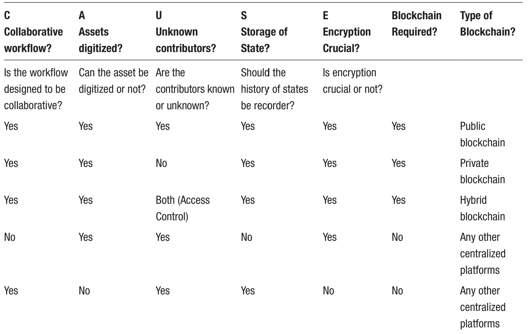 C A U S E Blockchain Type of
Collaborative Assets Unknown Storage of Encryption Required? Blockchain?
workflow? digitized? contributors? State? Crucial?
Is the workflow Can the asset be Are the Should the Is encryption
designed to be digitized or not? contributors known history of states crucial or not?
collaborative? or unknown? be recorder?
Yes Yes Yes Yes Yes Yes Public
blockchain
Yes Yes No Yes Yes Yes Private
blockchain
Yes Yes Both (Access Yes Yes Yes Hybrid
Control) blockchain
No Yes Yes No Yes No Any other
centralized
platforms
Yes No Yes Yes No No Any other
centralized
platforms